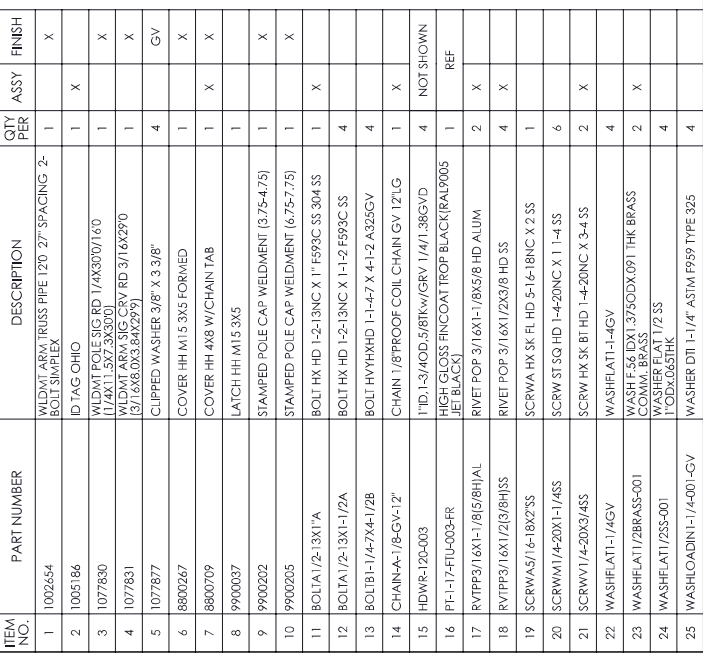 ITEM NO. PART NUMBER DESCRIPTION QTY PER ASSY FINISH
1 1002654 WLDMT ARM TRUSS PIPE 12'0 27" SPACING 2-
BOLT SIMPLEX 1 X
2 1005186 ID TAG OHIO 1 X
3 1077830 WLDMT POLE SIG RD 1/4X30'0/16'0
(1/4X11.5X7.3X30'0) 1 X
4 1077831 WLDMT ARM SIG CRV RD 3/16X29'0
(3/16X8.0X3.84X29'9) 1 X
5 1077877 CLIPPED WASHER 3/8" X 3 3/8" 4 GV
6 8800267 COVER HH M15 3X5 FORMED 1 X
7 8800709 COVER HH 4X8 W/CHAIN TAB 1 X X
8 9900037 LATCH HH M15 3X5 1
9 9900202 STAMPED POLE CAP WELDMENT (3.75-4.75) 1 X
10 9900205 STAMPED POLE CAP WELDMENT (6.75-7.75) 1 X
11 BOLTA1/2-13X1"A BOLT HX HD 1-2-13NC X 1" F593C SS 304 SS 1 X
12 BOLTA1/2-13X1-1/2A BOLT HX HD 1-2-13NC X 1-1-2 F593C SS 4
13 BOLTB1-1/4-7X4-1/2B BOLT HVYHXHD 1-1-4-7 X 4-1-2 A325GV 4
14 CHAIN-A-1/8-GV-12" CHAIN 1/8"PROOF COIL CHAIN GV 12"LG 1 X
15 HDWR-120-003 1"ID,1-3/4OD,5/8TKw/GRV 1/4/1.38GVD 4 NOT SHOWN
16 PT-1-17-FTU-003-FR HIGH GLOSS FINCOAT TROP BLACK(RAL9005
JET BLACK) 1 REF
17 RVTPP3/16X1-1/8(5/8H)AL RIVET POP 3/16X1-1/8X5/8 HD ALUM 2 X
18 RVTPP3/16X1/2(3/8H)SS RIVET POP 3/16X1/2X3/8 HD SS 4 X
19 SCRWA5/16-18X2"SS SCRWA HX SK FL HD 5-16-18NC X 2 SS 1
20 SCRWM1/4-20X1-1/4SS SCRW ST SQ HD 1-4-20NC X 1 1-4 SS 6
21 SCRWV1/4-20X3/4SS SCRW HX SK BT HD 1-4-20NC X 3-4 SS 2 X
22 WASHFLAT1-1/4GV WASHFLAT1-1-4GV 4
23 WASHFLAT1/2BRASS-001 WASH F.56 IDX1.375ODX.091 THK BRASS
COMM. BRASS 2 X
24 WASHFLAT1/2SS-001 WASHER FLAT 1/2 SS
1"ODx.065THK 4
25 WASHLOADIN1-1/4-001-GV WASHER DTI 1-1/4" ASTM F959 TYPE 325 4